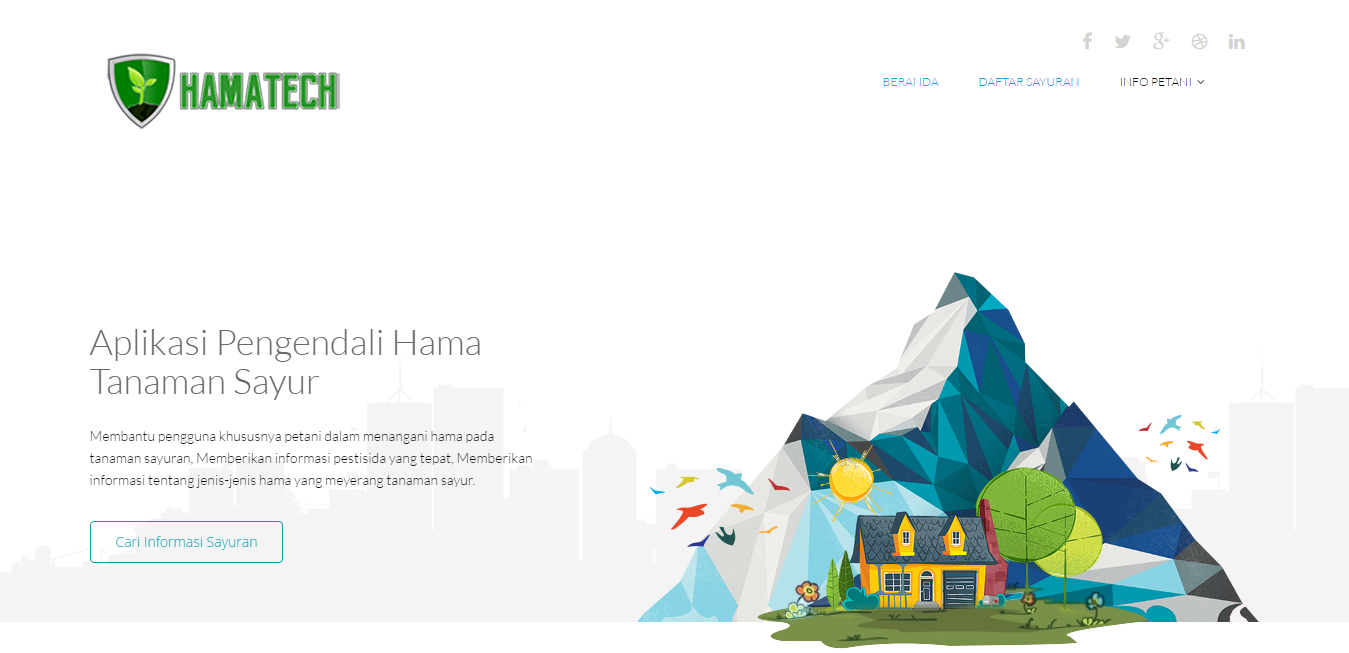 HAMATECH
BERANDA
DAFTAR SAYURAN
INFO PETANI
Aplikasi Pengendali Hama
Tanaman Sayur
Membantu pengguna khususnya petani dalam menangani hama pada
tanaman sayuran, Memberikan informasi pestisida yang tepat, Memberikan
informasi tentang jenis-jenis hama yang meyerang tanaman sayur.
Cari Informasi Sayuran